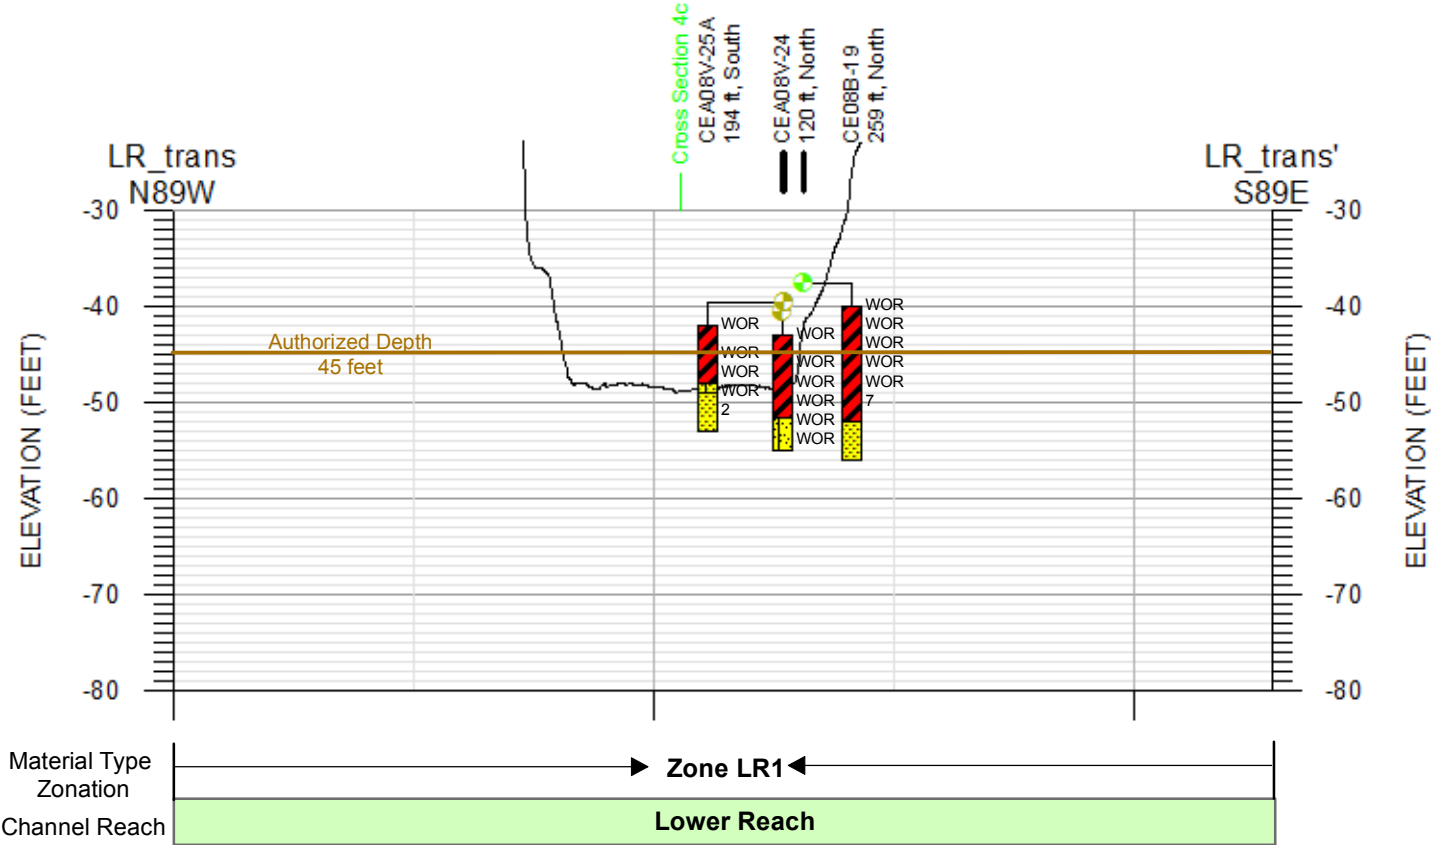 Cross Section 4c
CEA08V-25A
194 ft, South
CEA08V-24
120 ft, North
CE08B-19
259 ft, North
LR_trans
N89W
LR_trans'
S89E
ELEVATION (FEET)
-30
-40
-50
-60
-70
-80
Authorized Depth
45 feet
WOR
WOR
WOR
WOR
2
WOR
WOR
WOR
WOR
WOR
WOR
WOR
WOR
WOR
WOR
WOR
7
-30
-40
-50
-60
-70
-80
ELEVATION (FEET)
Material Type
Zonation
Zone LR1
Channel Reach
Lower Reach